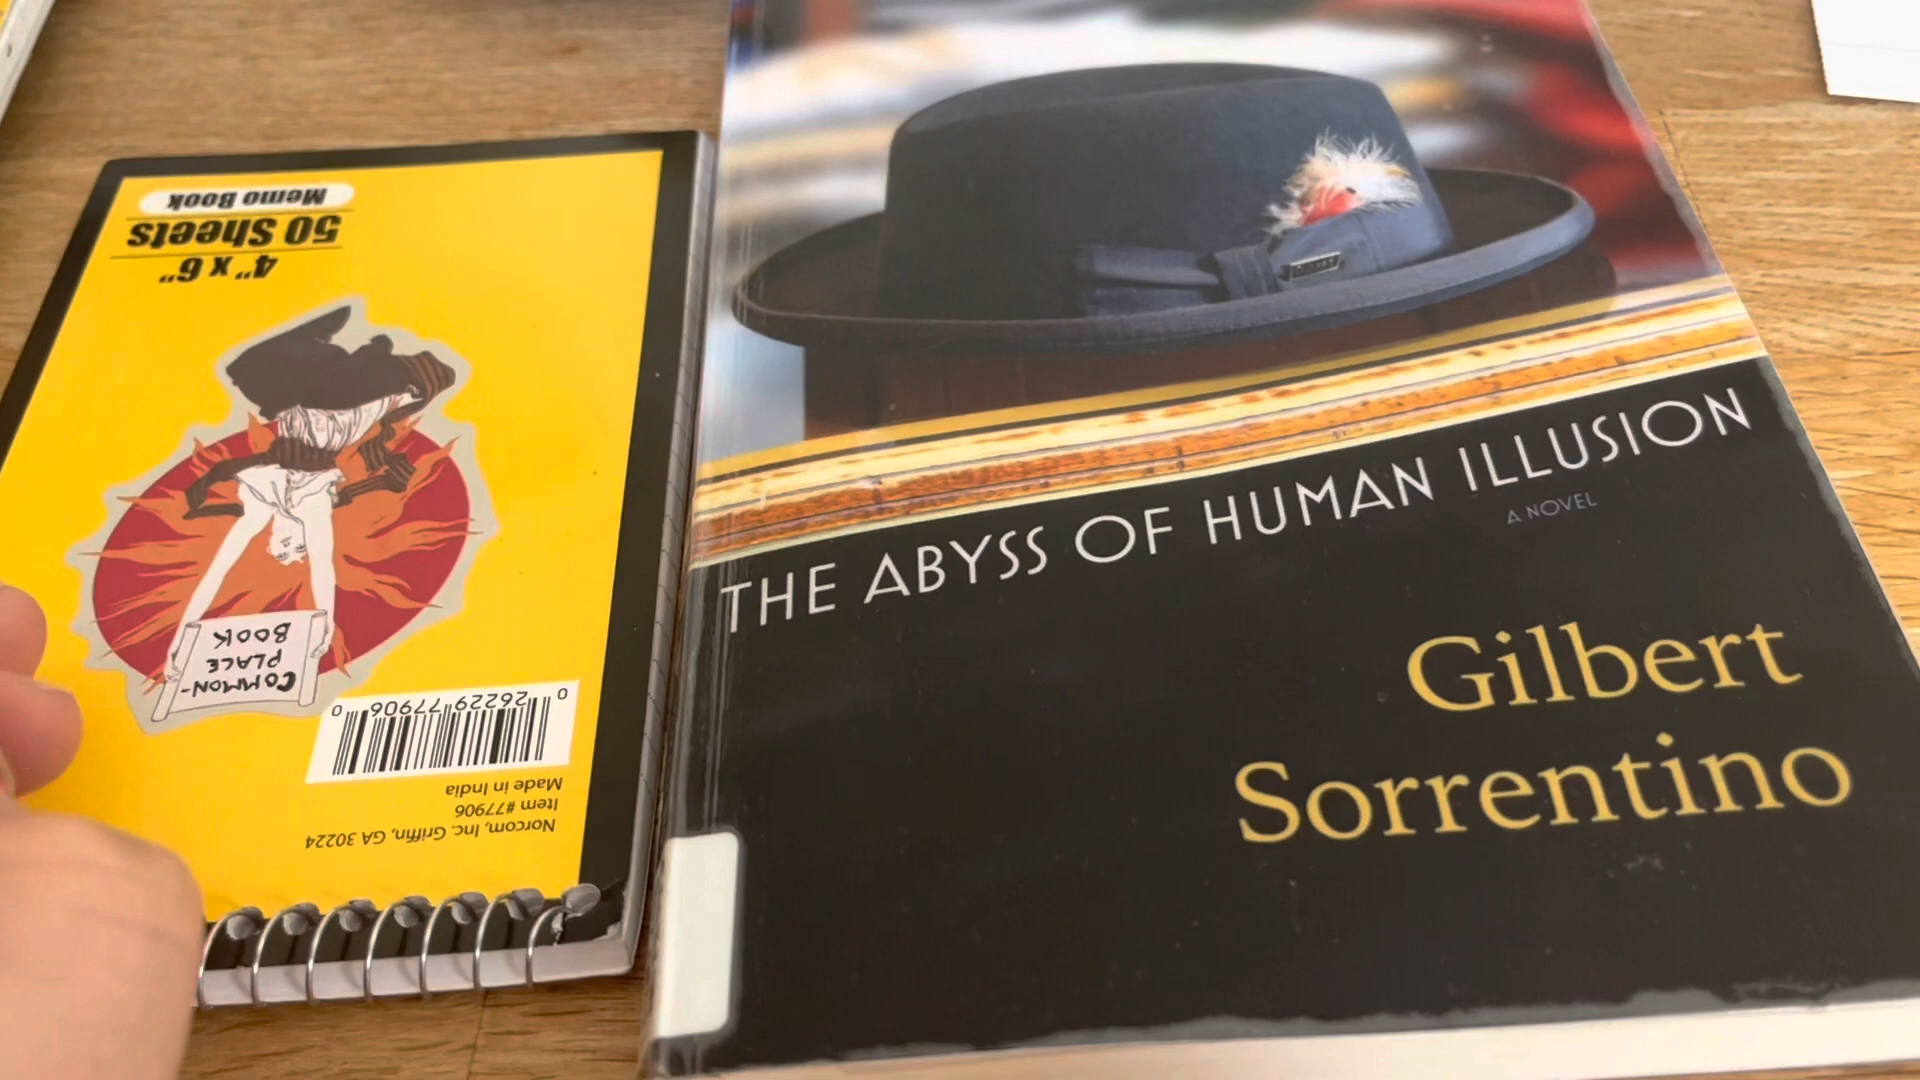 Memo Book
50 Sheets
4" x 6"
COMMON-
PLACE
BOOK
0 26229 77906 0
Norcom, Inc. Griffin, GA 30224
Item #77906
Made in India
THE ABYSS OF HUMAN ILLUSION
A NOVEL
Gilbert
Sorrentino